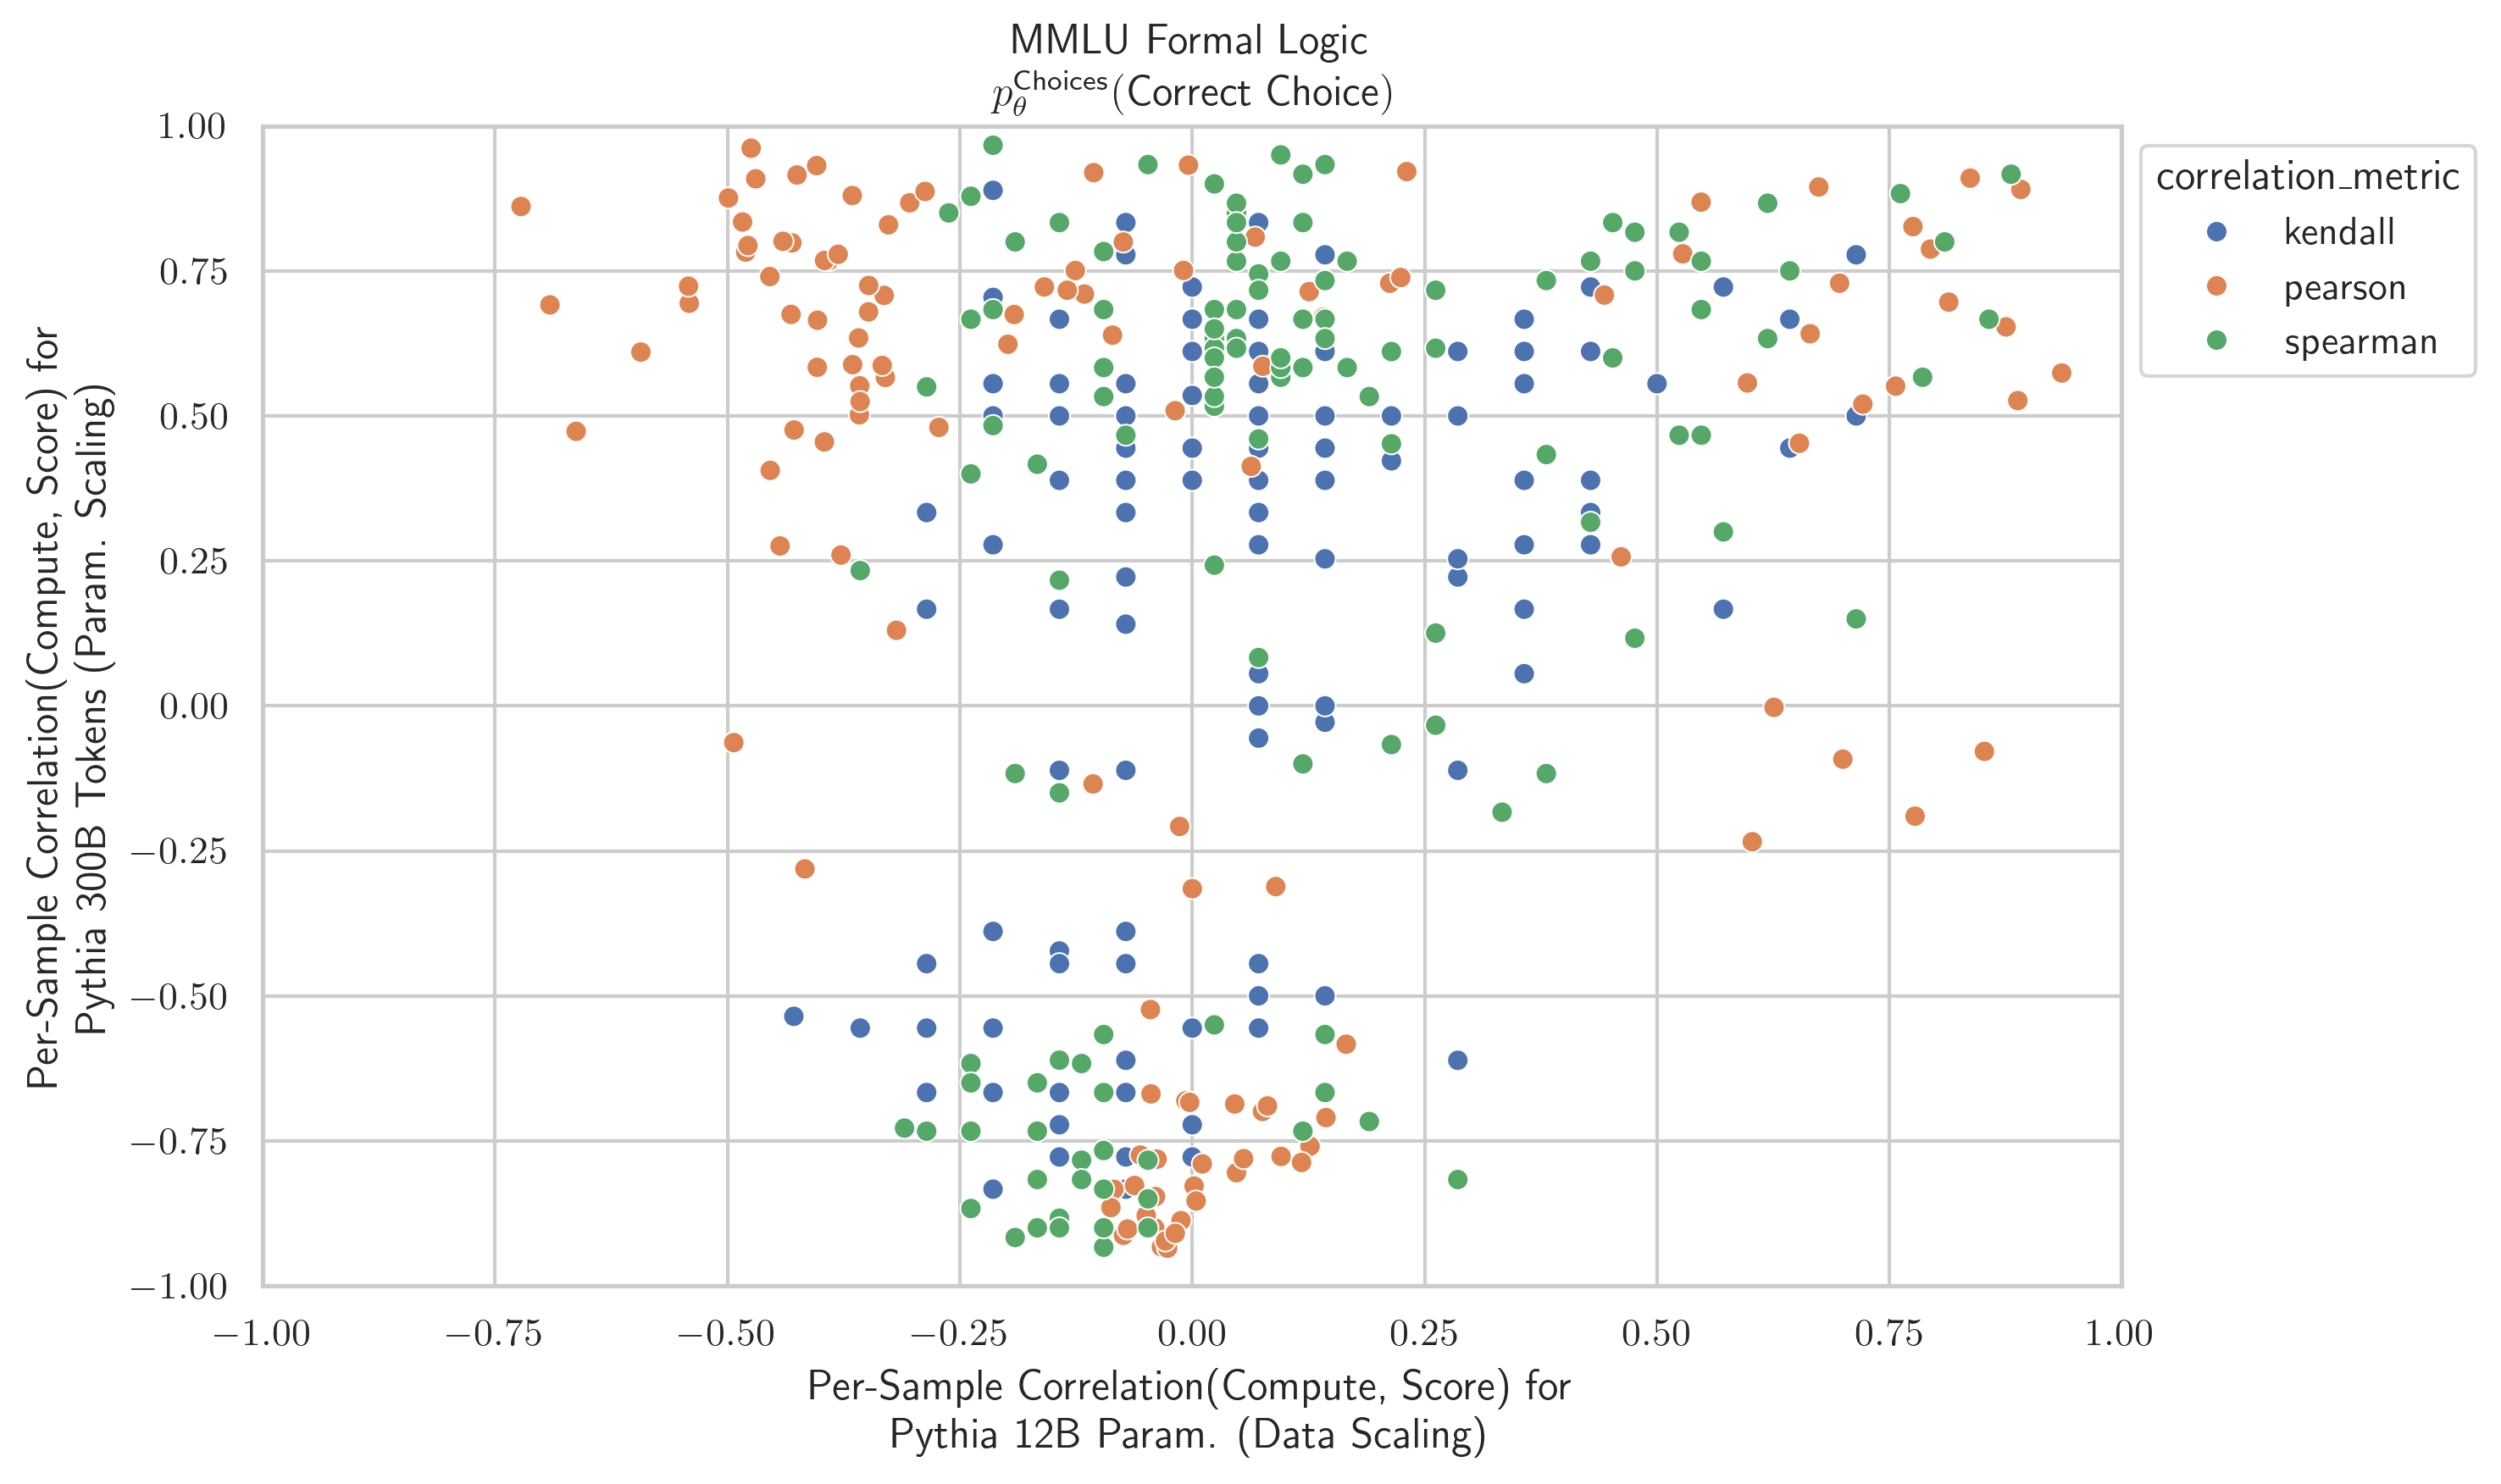 MMLU Formal Logic
p_θ^Choices(Correct Choice)
Per-Sample Correlation(Compute, Score) for
Pythia 300B Tokens (Param. Scaling)
1.00
0.75
0.50
0.25
0.00
−0.25
−0.50
−0.75
−1.00
−1.00 −0.75 −0.50 −0.25 0.00 0.25 0.50 0.75 1.00
Per-Sample Correlation(Compute, Score) for
Pythia 12B Param. (Data Scaling)
correlation_metric
kendall
pearson
spearman